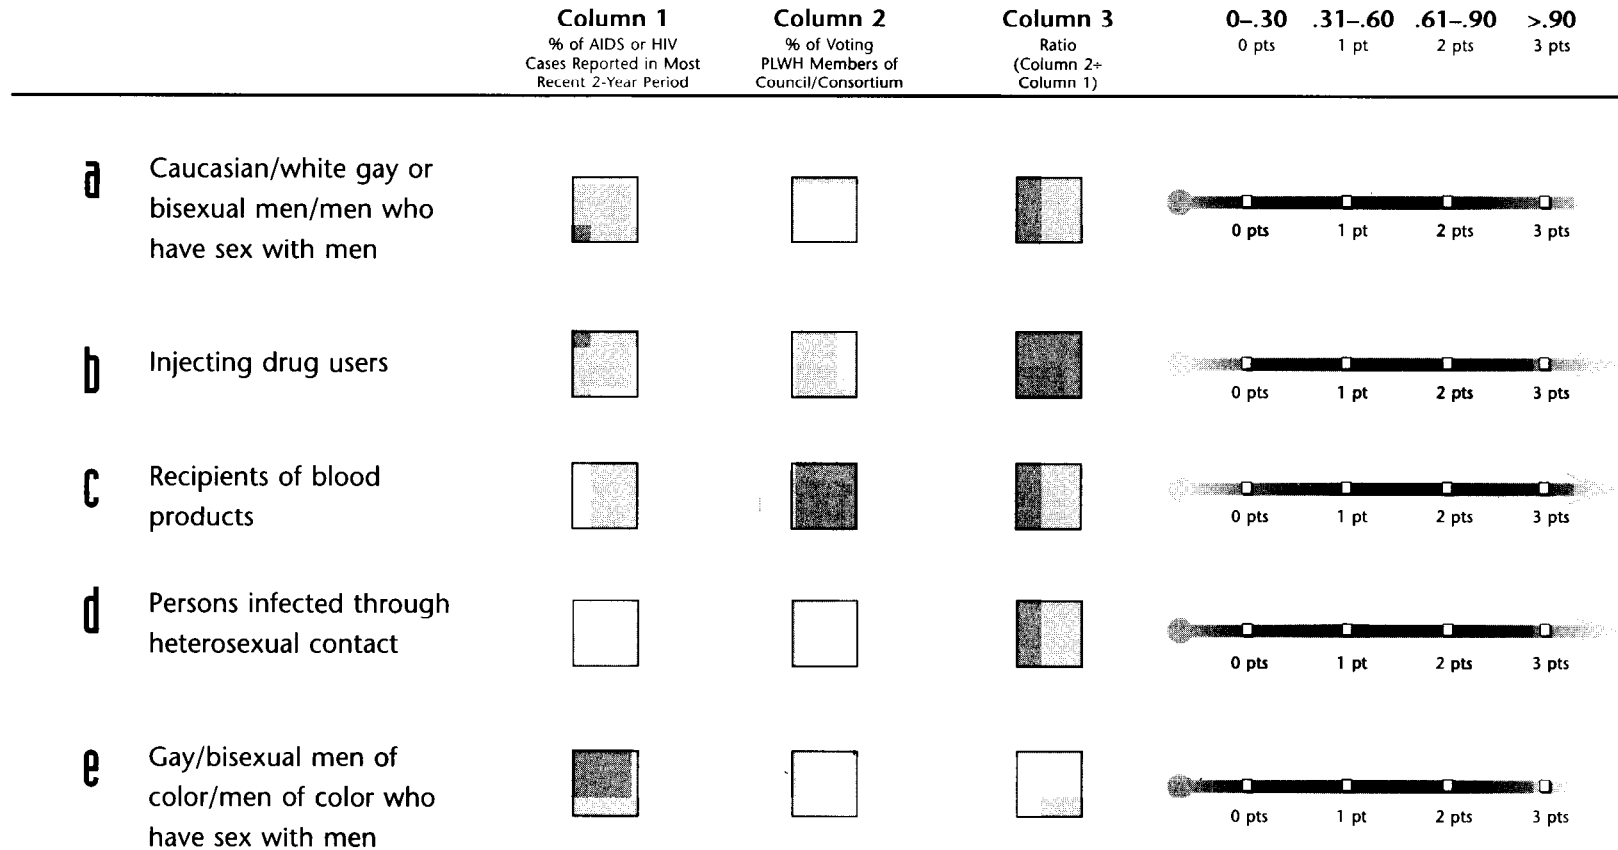 Column 1 Column 2 Column 3 0–.30 .31–.60 .61–.90 >.90
% of AIDS or HIV % of Voting Ratio 0 pts 1 pt 2 pts 3 pts
Cases Reported in Most PLWH Members of (Column 2÷
Recent 2-Year Period Council/Consortium Column 1)
a Caucasian/white gay or
bisexual men/men who
have sex with men
0 pts 1 pt 2 pts 3 pts
b Injecting drug users
0 pts 1 pt 2 pts 3 pts
c Recipients of blood
products
0 pts 1 pt 2 pts 3 pts
d Persons infected through
heterosexual contact
0 pts 1 pt 2 pts 3 pts
e Gay/bisexual men of
color/men of color who
have sex with men
0 pts 1 pt 2 pts 3 pts